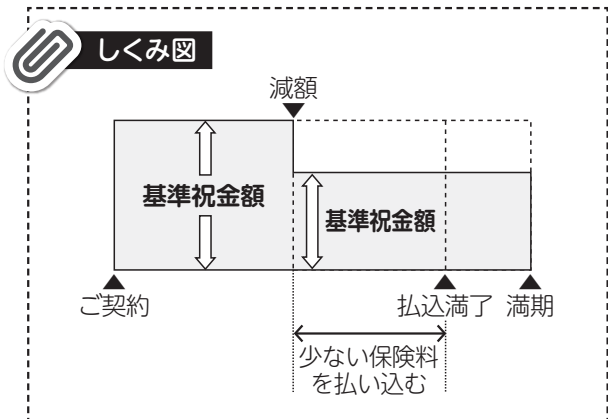 しくみ図
減額
基準祝金額
基準祝金額
ご契約
払込満了
満期
少ない保険料
を払い込む